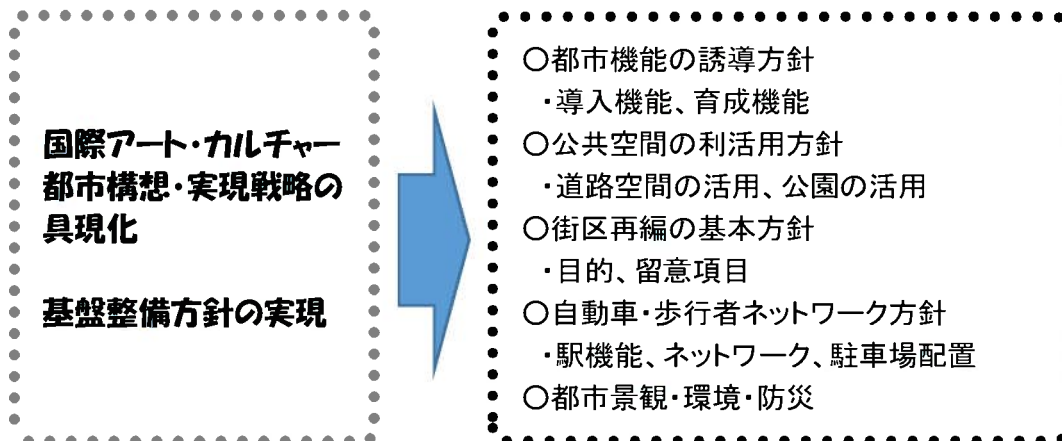 国際アート・カルチャー
都市構想・実現戦略の
具現化
基盤整備方針の実現
○都市機能の誘導方針
・導入機能、育成機能
○公共空間の利活用方針
・道路空間の活用、公園の活用
○街区再編の基本方針
・目的、留意項目
○自動車・歩行者ネットワーク方針
・駅機能、ネットワーク、駐車場配置
○都市景観・環境・防災